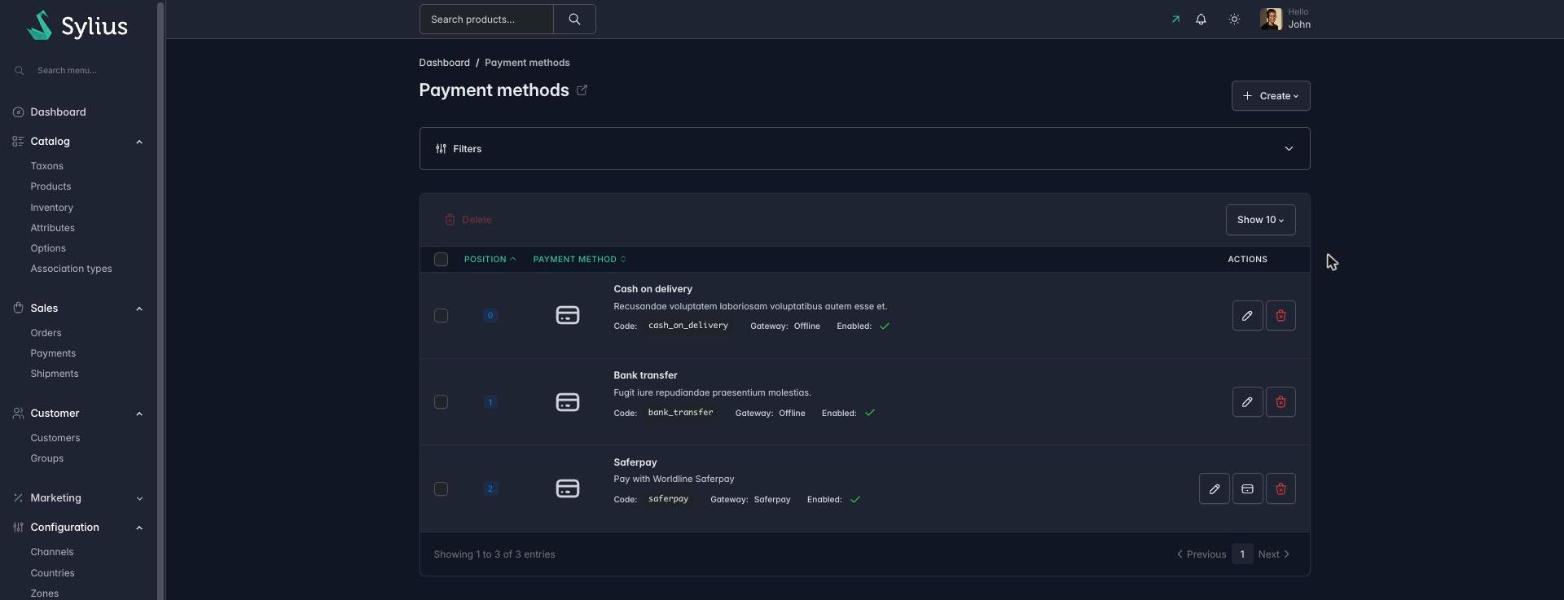 Sylius
Search products...
Hello
John
Search menu...
Dashboard
Catalog
Taxons
Products
Inventory
Attributes
Options
Association types
Sales
Orders
Payments
Shipments
Customer
Customers
Groups
Marketing
Configuration
Channels
Countries
Zones
Dashboard / Payment methods
Payment methods
+ Create
Filters
Delete
Show 10
POSITION PAYMENT METHOD ACTIONS
0
Cash on delivery
Recusandae voluptatem laboriosam voluptatibus autem esse et.
Code: cash_on_delivery Gateway: Offline Enabled:
1
Bank transfer
Fugit iure repudiandae praesentium molestias.
Code: bank_transfer Gateway: Offline Enabled:
2
Saferpay
Pay with Worldline Saferpay
Code: saferpay Gateway: Saferpay Enabled:
Showing 1 to 3 of 3 entries
Previous 1 Next